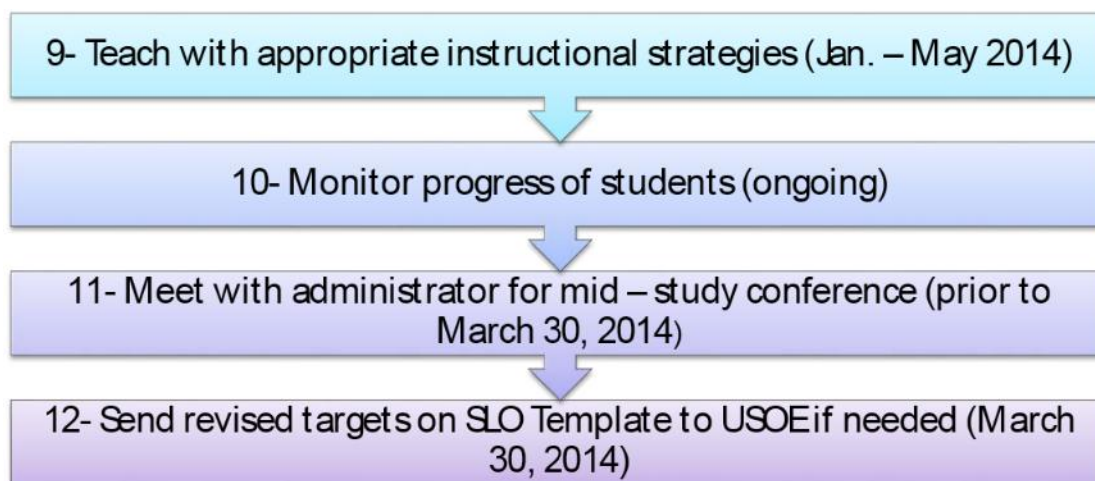 9- Teach with appropriate instructional strategies (Jan. – May 2014)
10- Monitor progress of students (ongoing)
11- Meet with administrator for mid – study conference (prior to
March 30, 2014)
12- Send revised targets on SLO Template to USOE if needed (March
30, 2014)